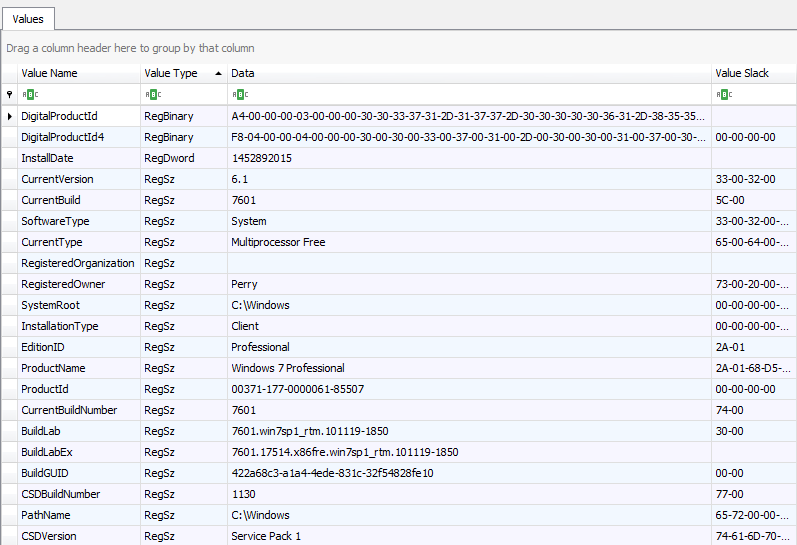 Values
Drag a column header here to group by that column
Value Name Value Type Data Value Slack
ABC ABC ABC ABC
DigitalProductId RegBinary A4-00-00-00-03-00-00-00-30-30-33-37-31-2D-31-37-37-2D-30-30-30-30-30-36-31-2D-38-35-35...
DigitalProductId4 RegBinary F8-04-00-00-04-00-00-00-30-00-30-00-33-00-37-00-31-00-2D-00-30-00-30-00-31-00-37-00-30-... 00-00-00-00
InstallDate RegDword 1452892015
CurrentVersion RegSz 6.1 33-00-32-00
CurrentBuild RegSz 7601 5C-00
SoftwareType RegSz System 33-00-32-00-...
CurrentType RegSz Multiprocessor Free 65-00-64-00-...
RegisteredOrganization RegSz
RegisteredOwner RegSz Perry 73-00-20-00-...
SystemRoot RegSz C:\Windows 00-00-00-00-...
InstallationType RegSz Client 00-00-00-00-...
EditionID RegSz Professional 2A-01
ProductName RegSz Windows 7 Professional 2A-01-68-D5-...
ProductId RegSz 00371-177-0000061-85507 00-00-00-00
CurrentBuildNumber RegSz 7601 74-00
BuildLab RegSz 7601.win7sp1_rtm.101119-1850 30-00
BuildLabEx RegSz 7601.17514.x86fre.win7sp1_rtm.101119-1850
BuildGUID RegSz 422a68c3-a1a4-4ede-831c-32f54828fe10 00-00
CSDBuildNumber RegSz 1130 77-00
PathName RegSz C:\Windows 65-72-00-00-...
CSDVersion RegSz Service Pack 1 74-61-6D-70-...